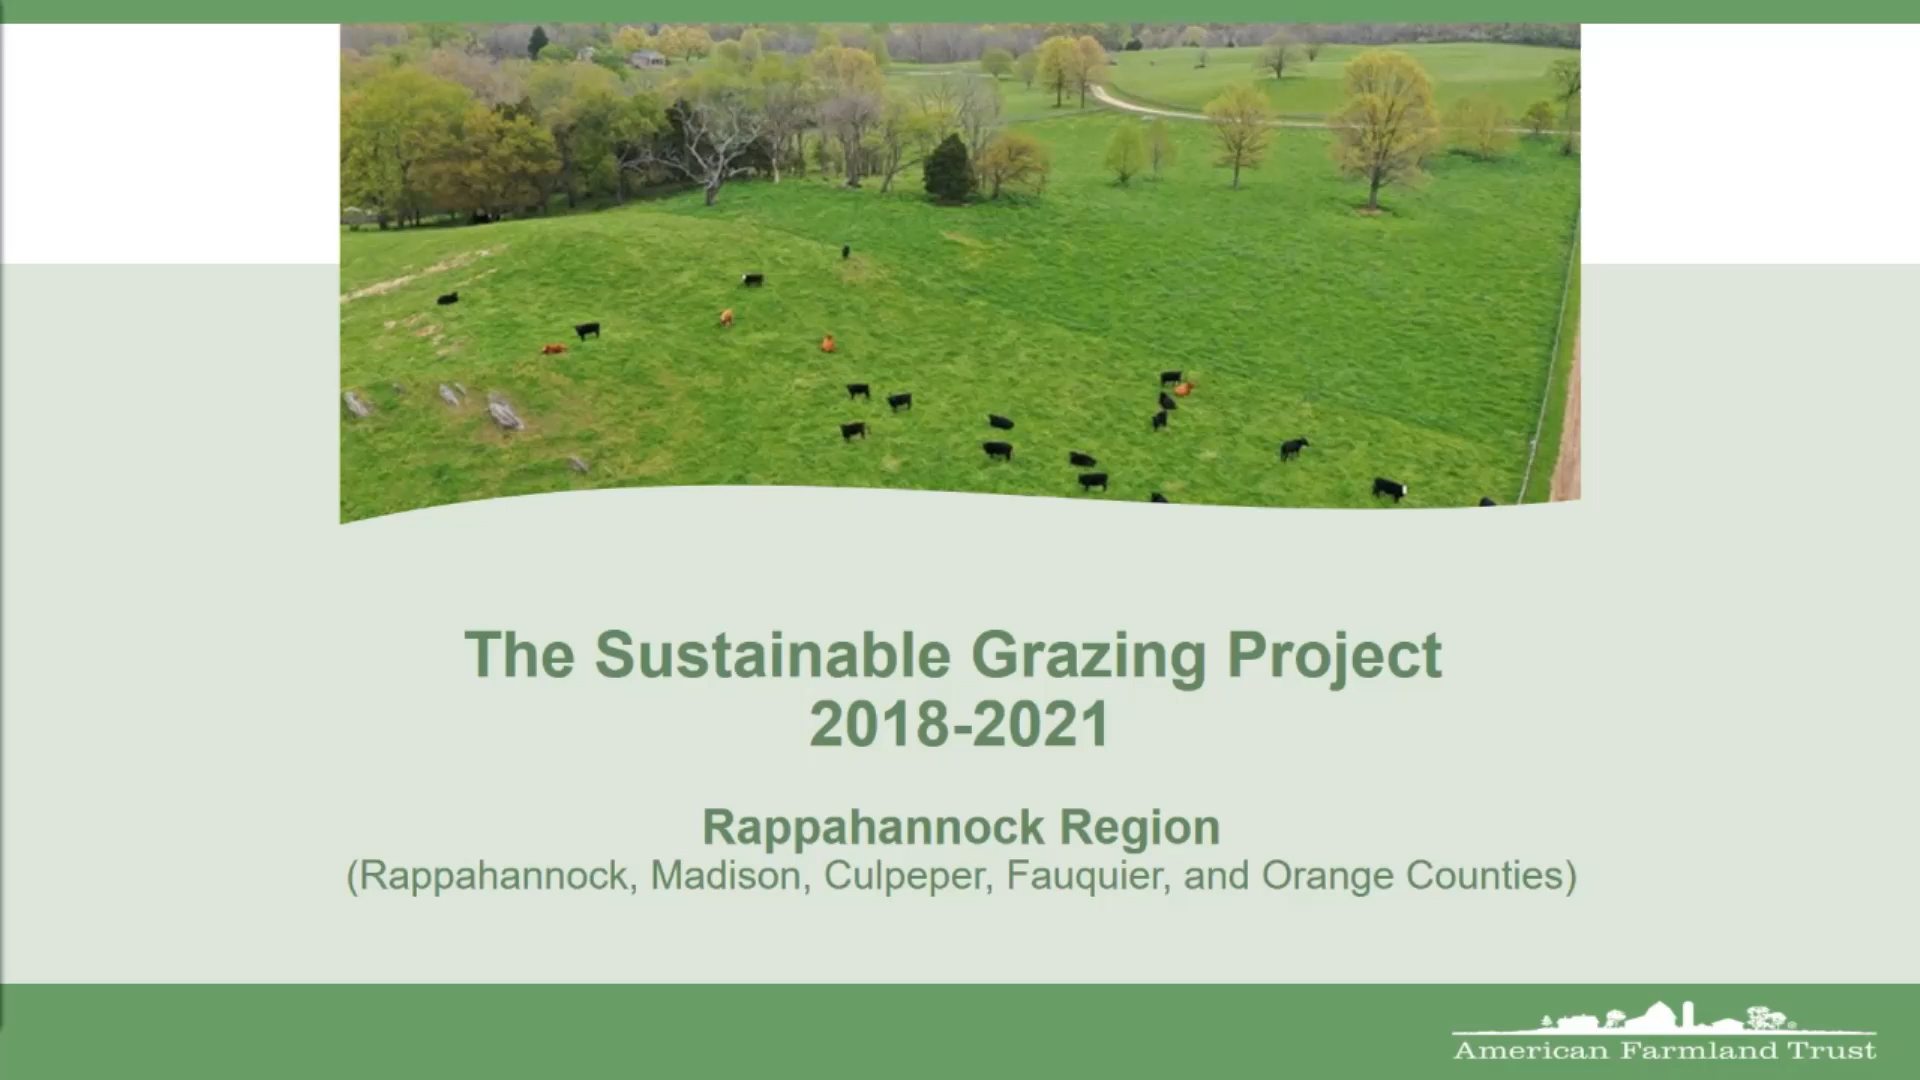 The Sustainable Grazing Project
2018-2021
Rappahannock Region
(Rappahannock, Madison, Culpeper, Fauquier, and Orange Counties)
American Farmland Trust